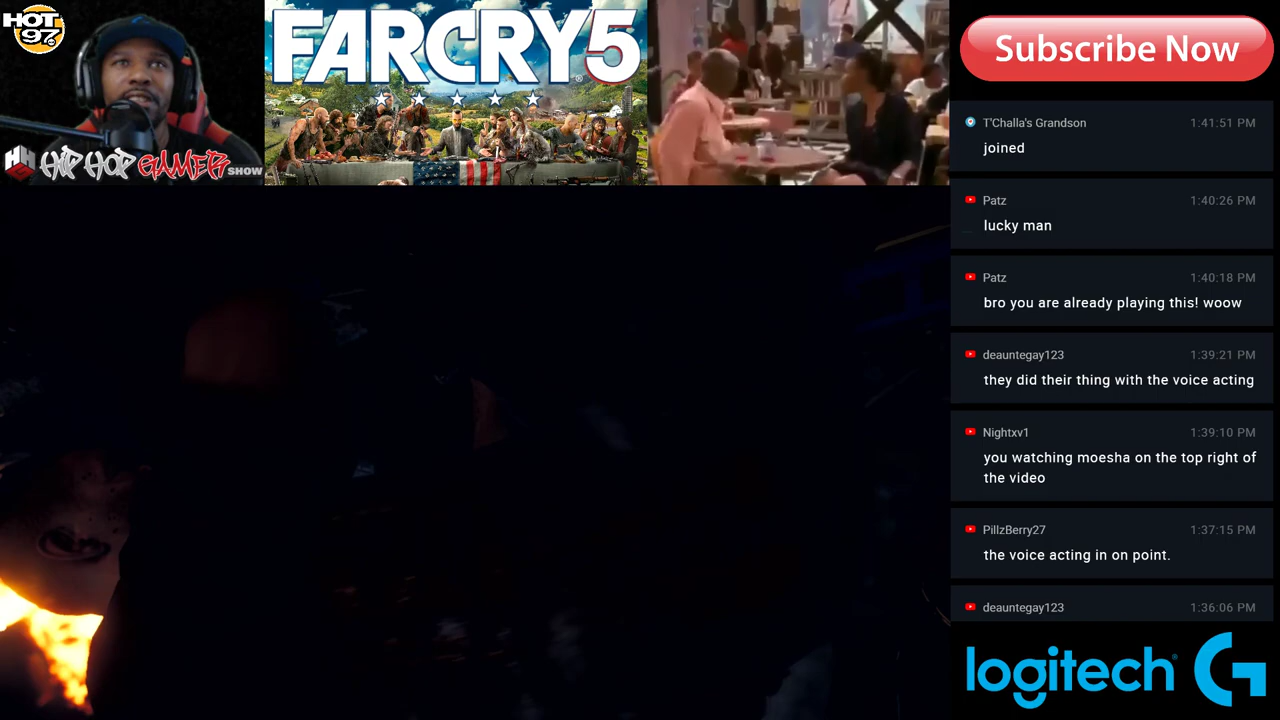 HOT
97
HIP HOP GAMER SHOW
FARCRY5
Subscribe Now
T'Challa's Grandson 1:41:51 PM
joined
Patz 1:40:26 PM
lucky man
Patz 1:40:18 PM
bro you are already playing this! woow
deauntegay123 1:39:21 PM
they did their thing with the voice acting
Nightxv1 1:39:10 PM
you watching moesha on the top right of
the video
PillzBerry27 1:37:15 PM
the voice acting in on point.
deauntegay123 1:36:06 PM
logitech G